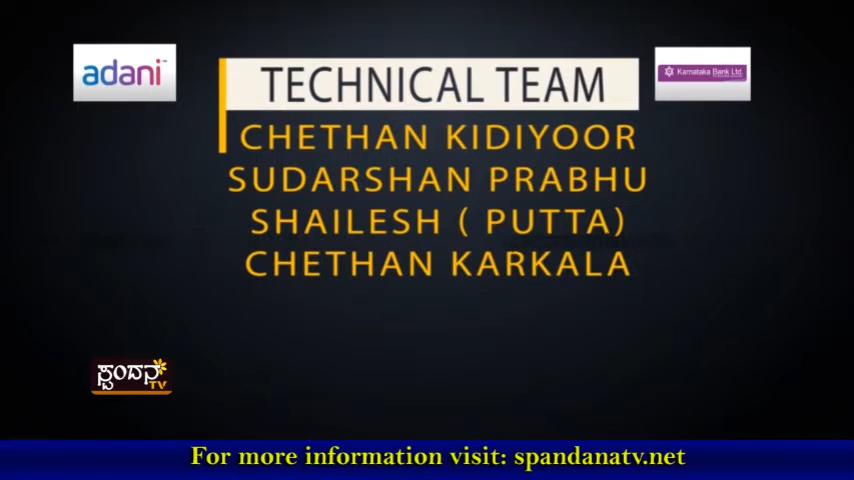 adani
TECHNICAL TEAM
Karnataka Bank Ltd.
CHETHAN KIDIYOOR
SUDARSHAN PRABHU
SHAILESH ( PUTTA)
CHETHAN KARKALA
ಸ್ಪಂದನ
TV
For more information visit: spandanatv.net